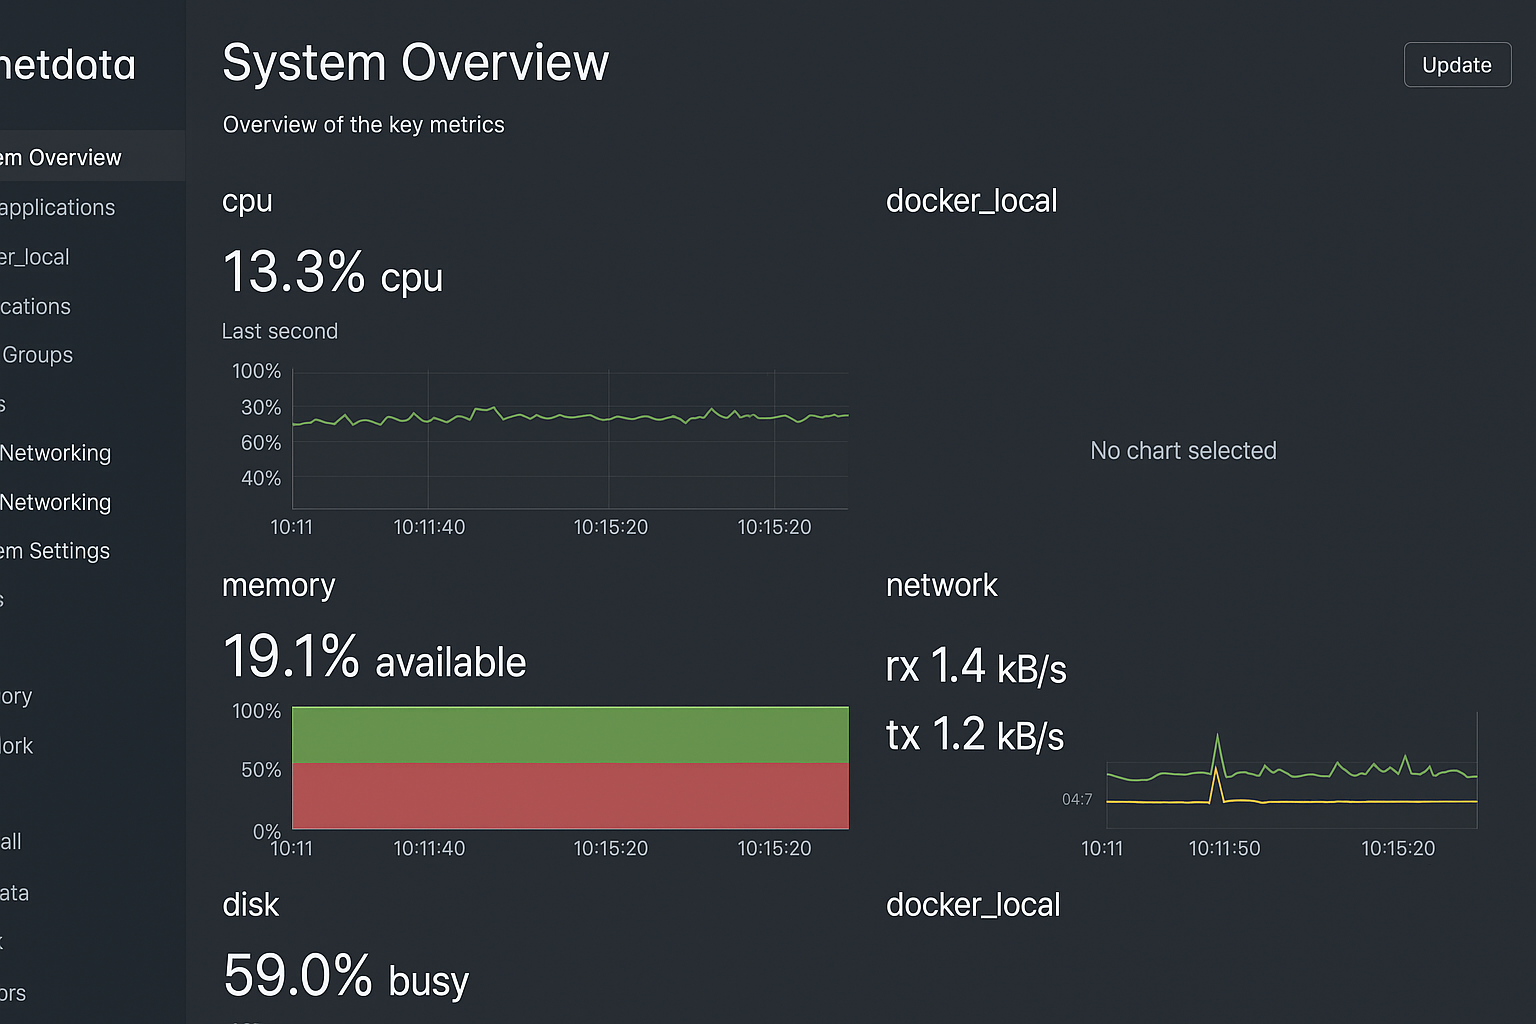 netdata
em Overview
applications
er_local
cations
Groups
s
Networking
Networking
em Settings
s
ory
ork
all
ata
k
ors
System Overview
Update
Overview of the key metrics
cpu
13.3% cpu
Last second
100%
30%
60%
40%
10:11 10:11:40 10:15:20 10:15:20
docker_local
No chart selected
memory
19.1% available
100%
50%
0%
10:11 10:11:40 10:15:20 10:15:20
network
rx 1.4 kB/s
tx 1.2 kB/s
04:7
10:11 10:11:50 10:15:20
disk
59.0% busy
docker_local